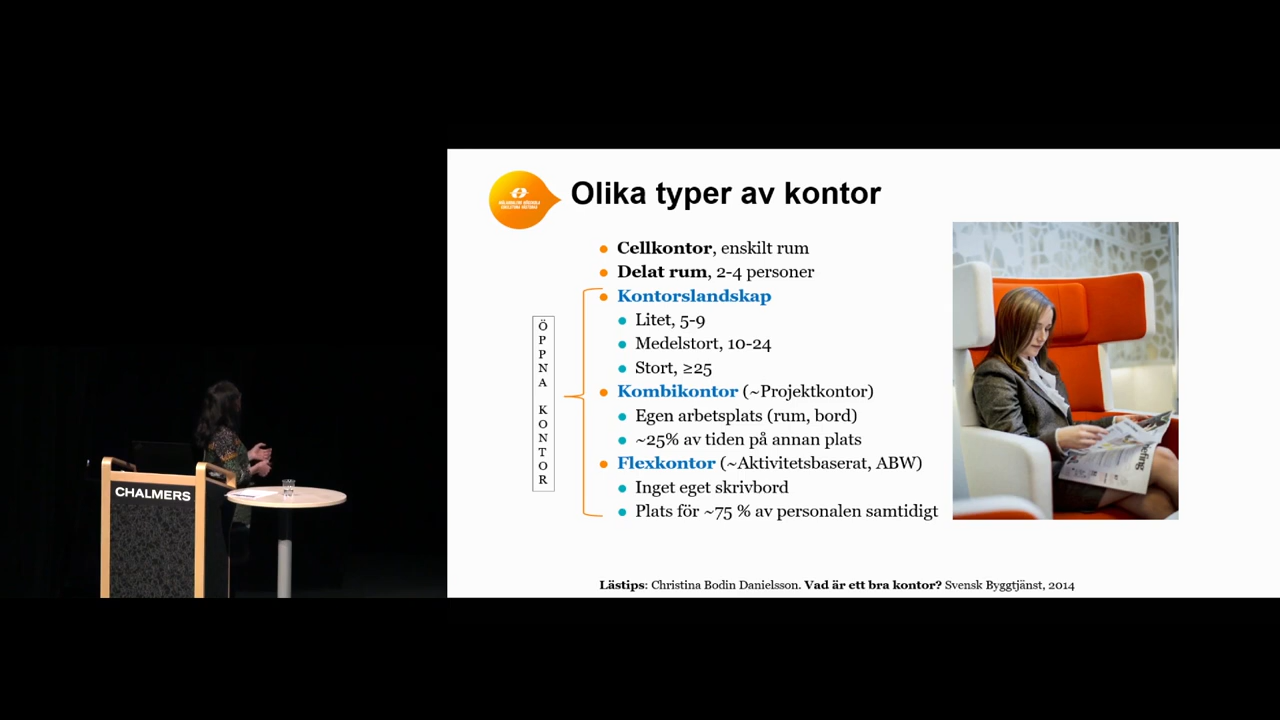 Olika typer av kontor
Cellkontor, enskilt rum
Delat rum, 2-4 personer
Kontorslandskap
Litet, 5-9
Medelstort, 10-24
Stort, ≥25
Kombikontor (~Projektkontor)
Egen arbetsplats (rum, bord)
~25% av tiden på annan plats
Flexkontor (~Aktivitetsbaserat, ABW)
Inget eget skrivbord
Plats för ~75 % av personalen samtidigt
ÖPPNA KONTOR
Lästips: Christina Bodin Danielsson. Vad är ett bra kontor? Svensk Byggtjänst, 2014
CHALMERS